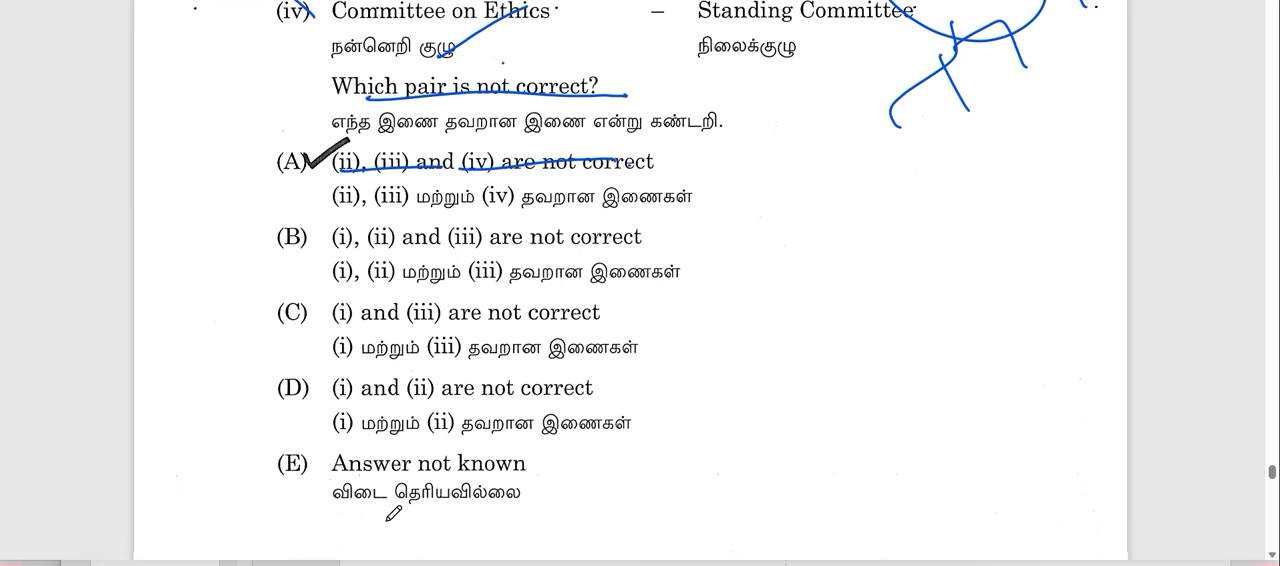 (iv) Committee on Ethics – Standing Committee
நன்னெறி குழு நிலைக்குழு
Which pair is not correct?
எந்த இணை தவறான இணை என்று கண்டறி.
(A) (ii), (iii) and (iv) are not correct
(ii), (iii) மற்றும் (iv) தவறான இணைகள்
(B) (i), (ii) and (iii) are not correct
(i), (ii) மற்றும் (iii) தவறான இணைகள்
(C) (i) and (iii) are not correct
(i) மற்றும் (iii) தவறான இணைகள்
(D) (i) and (ii) are not correct
(i) மற்றும் (ii) தவறான இணைகள்
(E) Answer not known
விடை தெரியவில்லை